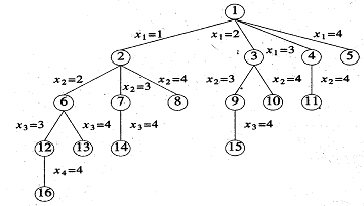 1
x₁=1 x₁=2 x₁=3 x₁=4
2 3 4 5
x₂=2 x₂=3 x₂=4 x₂=3 x₂=4 x₂=4
6 7 8 9 10 11
x₃=3 x₃=4 x₃=4 x₃=4
12 13 14 15
x₄=4
16